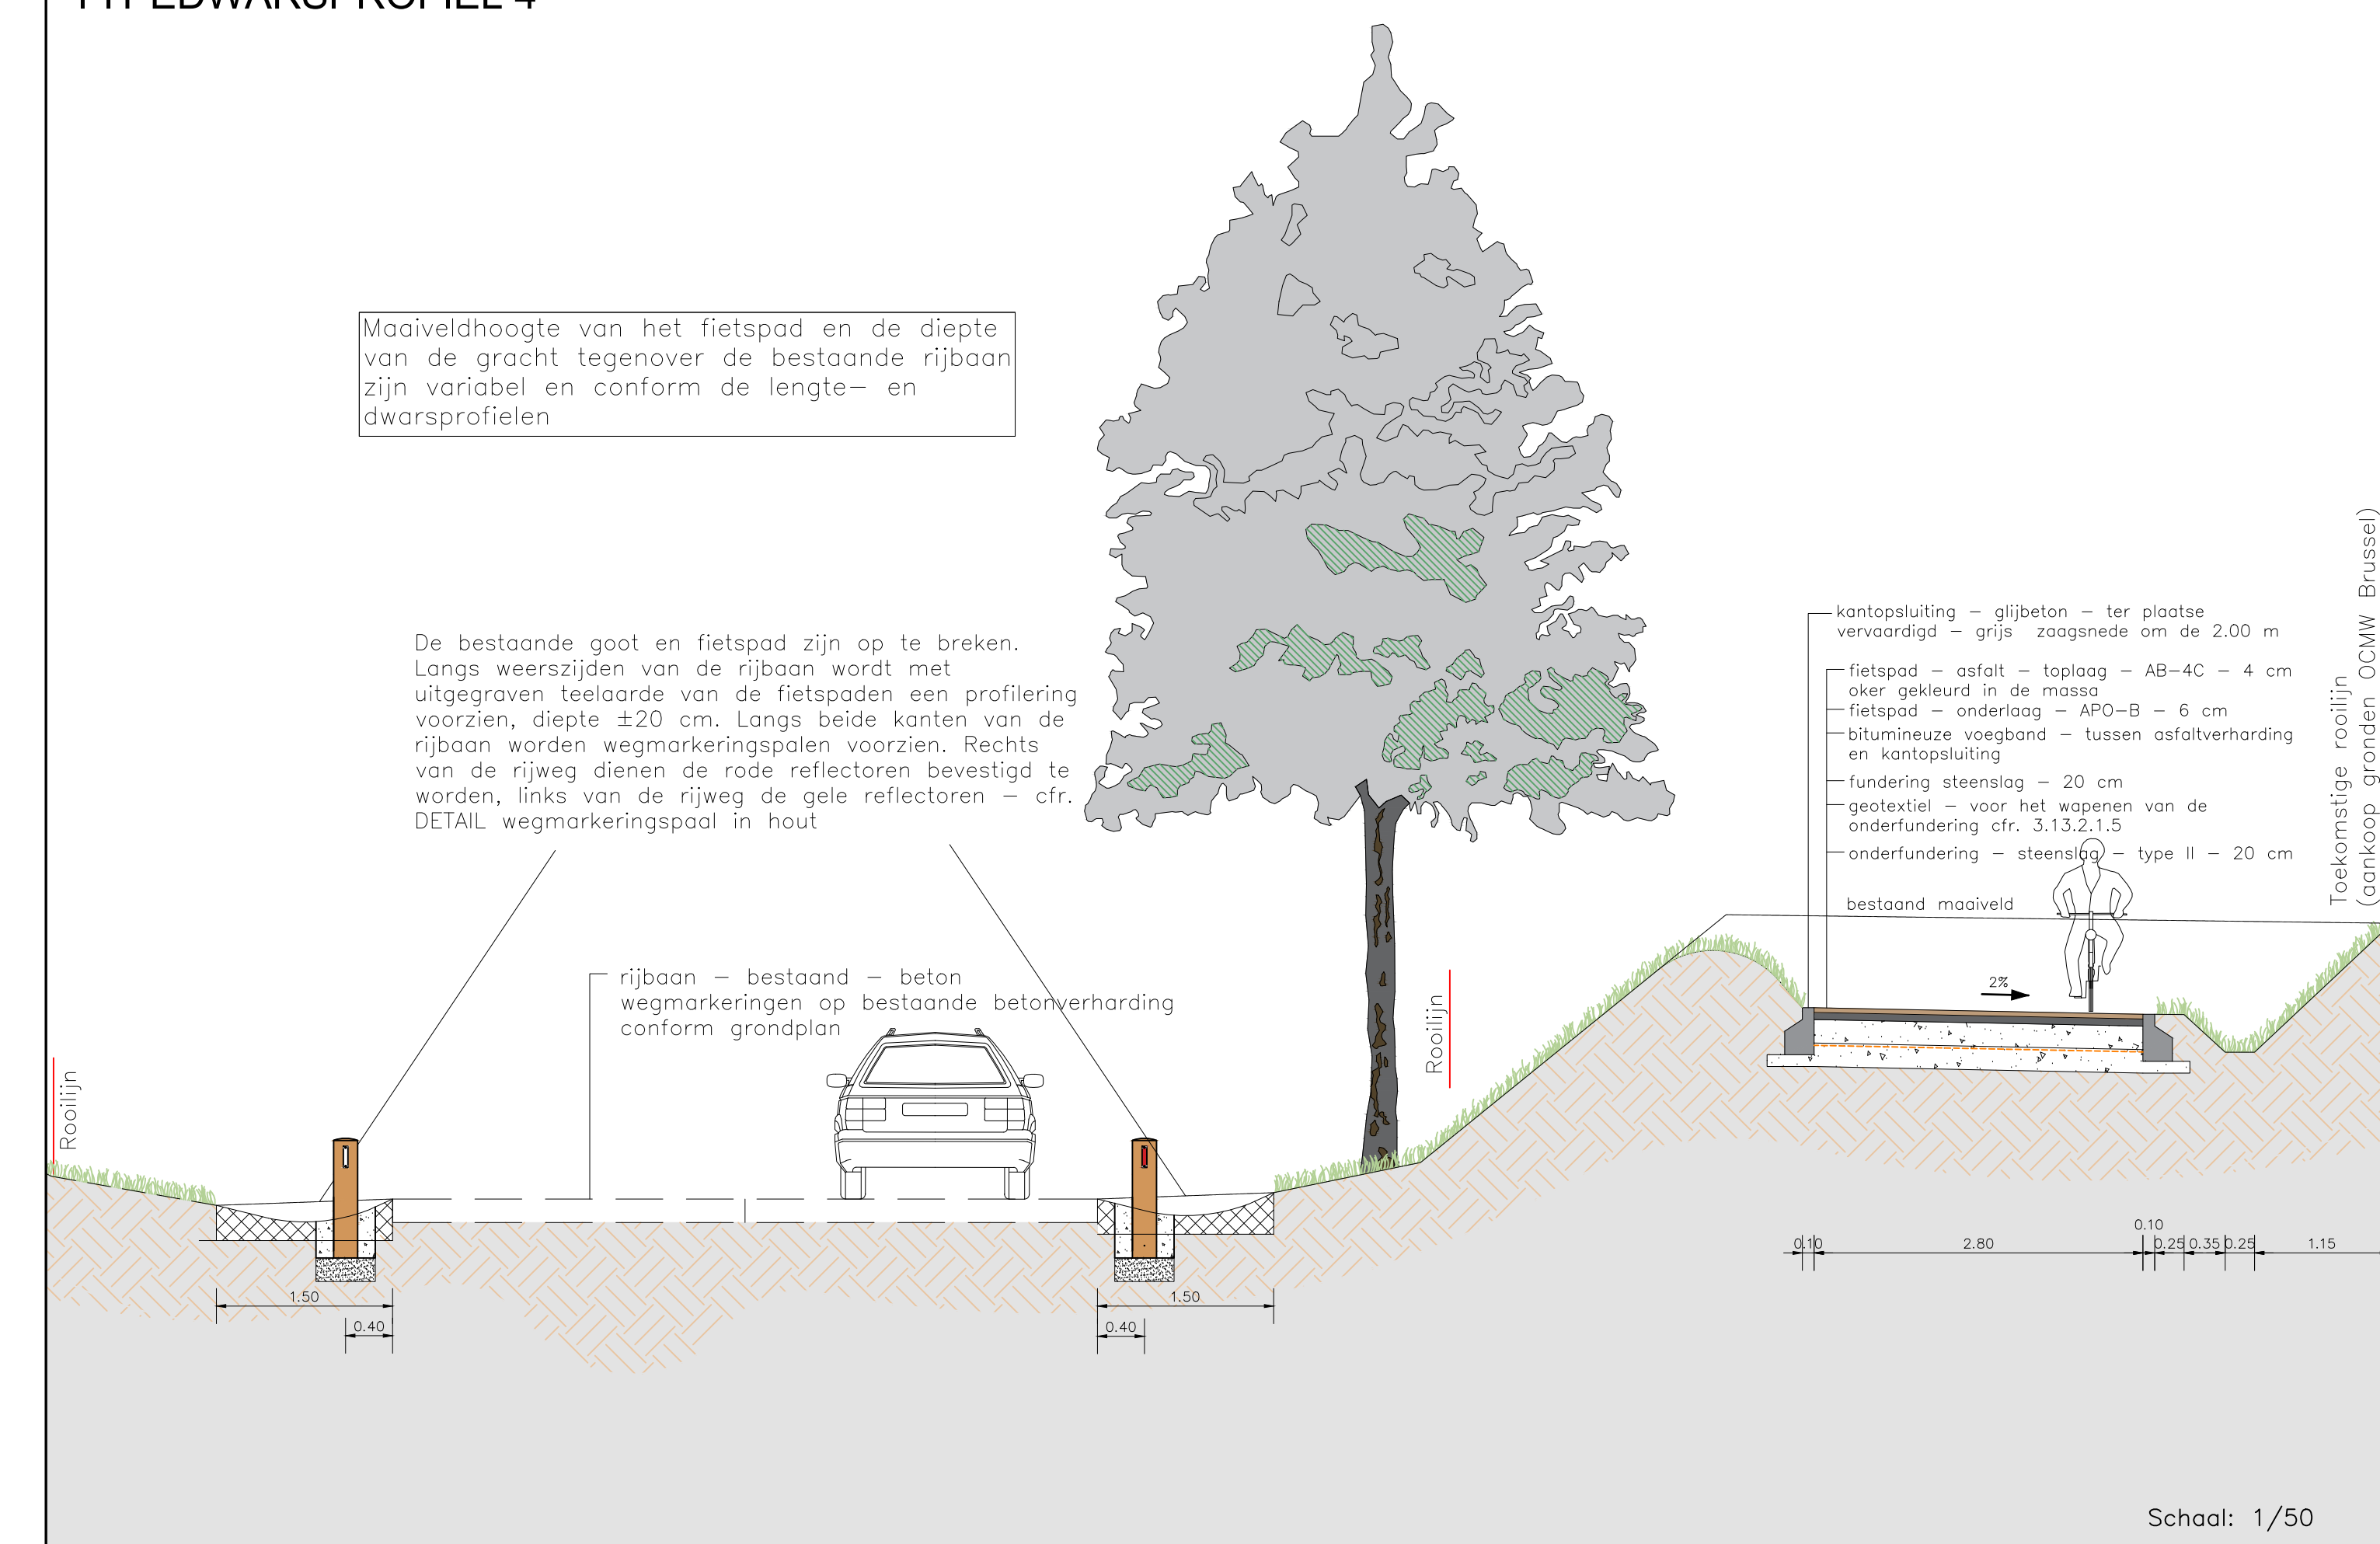 TYPEDWARSPROFIEL 4
Maaiveldhoogte van het fietspad en de diepte
van de gracht tegenover de bestaande rijbaan
zijn variabel en conform de lengte- en
dwarsprofielen
De bestaande goot en fietspad zijn op te breken.
Langs weerszijden van de rijbaan wordt met
uitgegraven teelaarde van de fietspaden een profilering
voorzien, diepte ±20 cm. Langs beide kanten van de
rijbaan worden wegmarkeringspalen voorzien. Rechts
van de rijweg dienen de rode reflectoren bevestigd te
worden, links van de rijweg de gele reflectoren - cfr.
DETAIL wegmarkeringspaal in hout
rijbaan - bestaand - beton
wegmarkeringen op bestaande betonverharding
conform grondplan
kantopsluiting - glijbeton - ter plaatse
vervaardigd - grijs zaagsnede om de 2.00 m
fietspad - asfalt - toplaag - AB-4C - 4 cm
oker gekleurd in de massa
fietspad - onderlaag - APO-B - 6 cm
bitumineuze voegband - tussen asfaltverharding
en kantopsluiting
fundering steenslag - 20 cm
geotextiel - voor het wapenen van de
onderfundering cfr. 3.13.2.1.5
onderfundering - steenslag - type II - 20 cm
bestaand maaiveld
Toekomstige rooilijn
(aankoop gronden OCMW Brussel)
2%
Rooilijn
Rooilijn
0.10
0.10 2.80 0.25 0.35 0.25 1.15
1.50
0.40
1.50
0.40
Schaal: 1/50